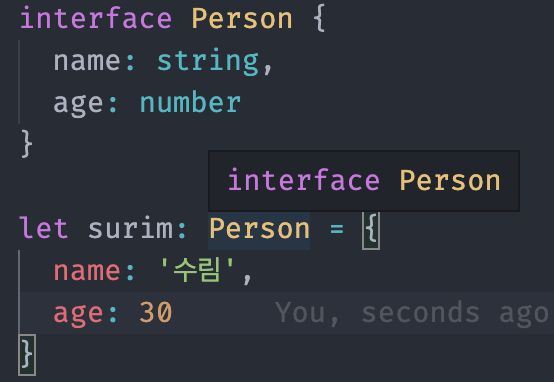 interface Person {
name: string,
age: number
}
interface Person
let surim: Person = {
name: '수림',
age: 30 You, seconds ago
}